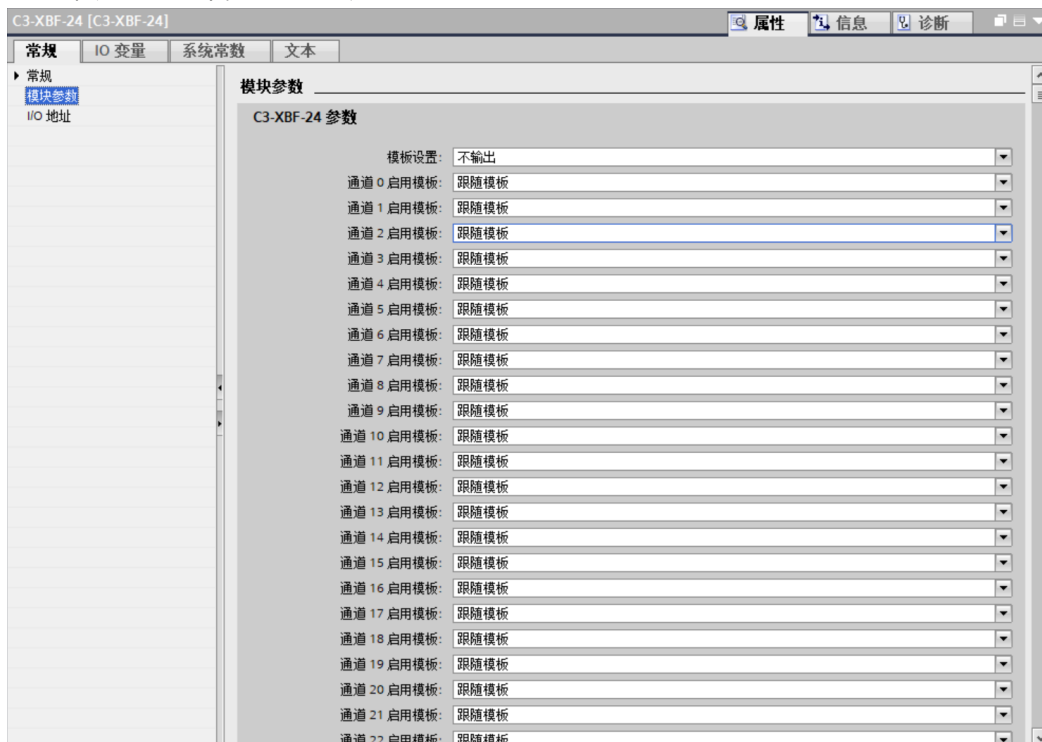 C3-XBF-24 [C3-XBF-24]
属性 信息 诊断
常规 IO 变量 系统常数 文本
常规
模块参数
I/O 地址
模块参数
C3-XBF-24 参数
模板设置: 不输出
通道 0 启用模板: 跟随模板
通道 1 启用模板: 跟随模板
通道 2 启用模板: 跟随模板
通道 3 启用模板: 跟随模板
通道 4 启用模板: 跟随模板
通道 5 启用模板: 跟随模板
通道 6 启用模板: 跟随模板
通道 7 启用模板: 跟随模板
通道 8 启用模板: 跟随模板
通道 9 启用模板: 跟随模板
通道 10 启用模板: 跟随模板
通道 11 启用模板: 跟随模板
通道 12 启用模板: 跟随模板
通道 13 启用模板: 跟随模板
通道 14 启用模板: 跟随模板
通道 15 启用模板: 跟随模板
通道 16 启用模板: 跟随模板
通道 17 启用模板: 跟随模板
通道 18 启用模板: 跟随模板
通道 19 启用模板: 跟随模板
通道 20 启用模板: 跟随模板
通道 21 启用模板: 跟随模板
通道 22 启用模板: 跟随模板